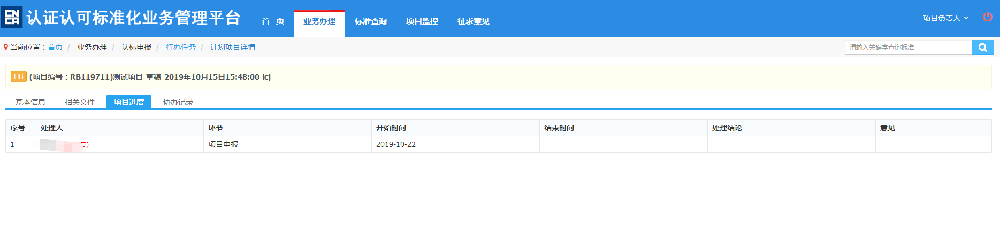 CNCA 认证认可标准化业务管理平台
首 页 业务办理 标准查询 项目监控 征求意见 项目负责人
当前位置：首页 / 业务办理 / 认标申报 / 待办任务 / 计划项目详情 请输入关键字查询标准
HB (项目编号：RB119711)测试项目-草稿-2019年10月15日15:48:00-lcj
基本信息 相关文件 项目进度 协办记录
序号 处理人 环节 开始时间 结束时间 处理结论 意见
1 节) 项目申报 2019-10-22